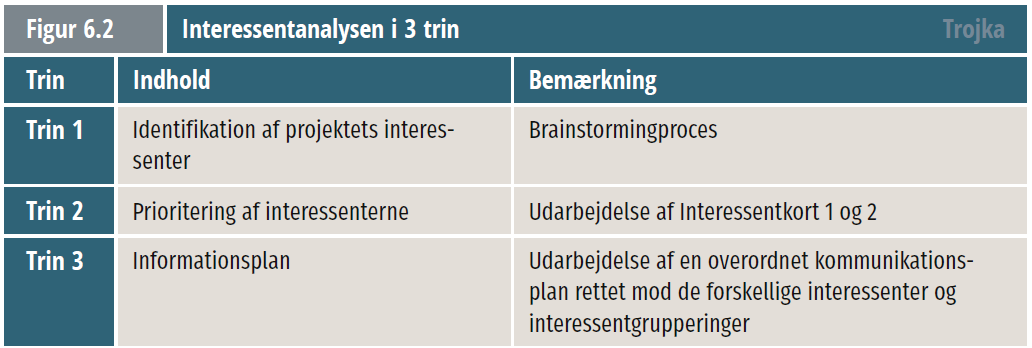 Figur 6.2 Interessentanalysen i 3 trin Trojka
Trin Indhold Bemærkning
Trin 1 Identifikation af projektets interes- Brainstormingproces
senter
Trin 2 Prioritering af interessenterne Udarbejdelse af Interessentkort 1 og 2
Trin 3 Informationsplan Udarbejdelse af en overordnet kommunikations-
plan rettet mod de forskellige interessenter og
interessentgrupperinger